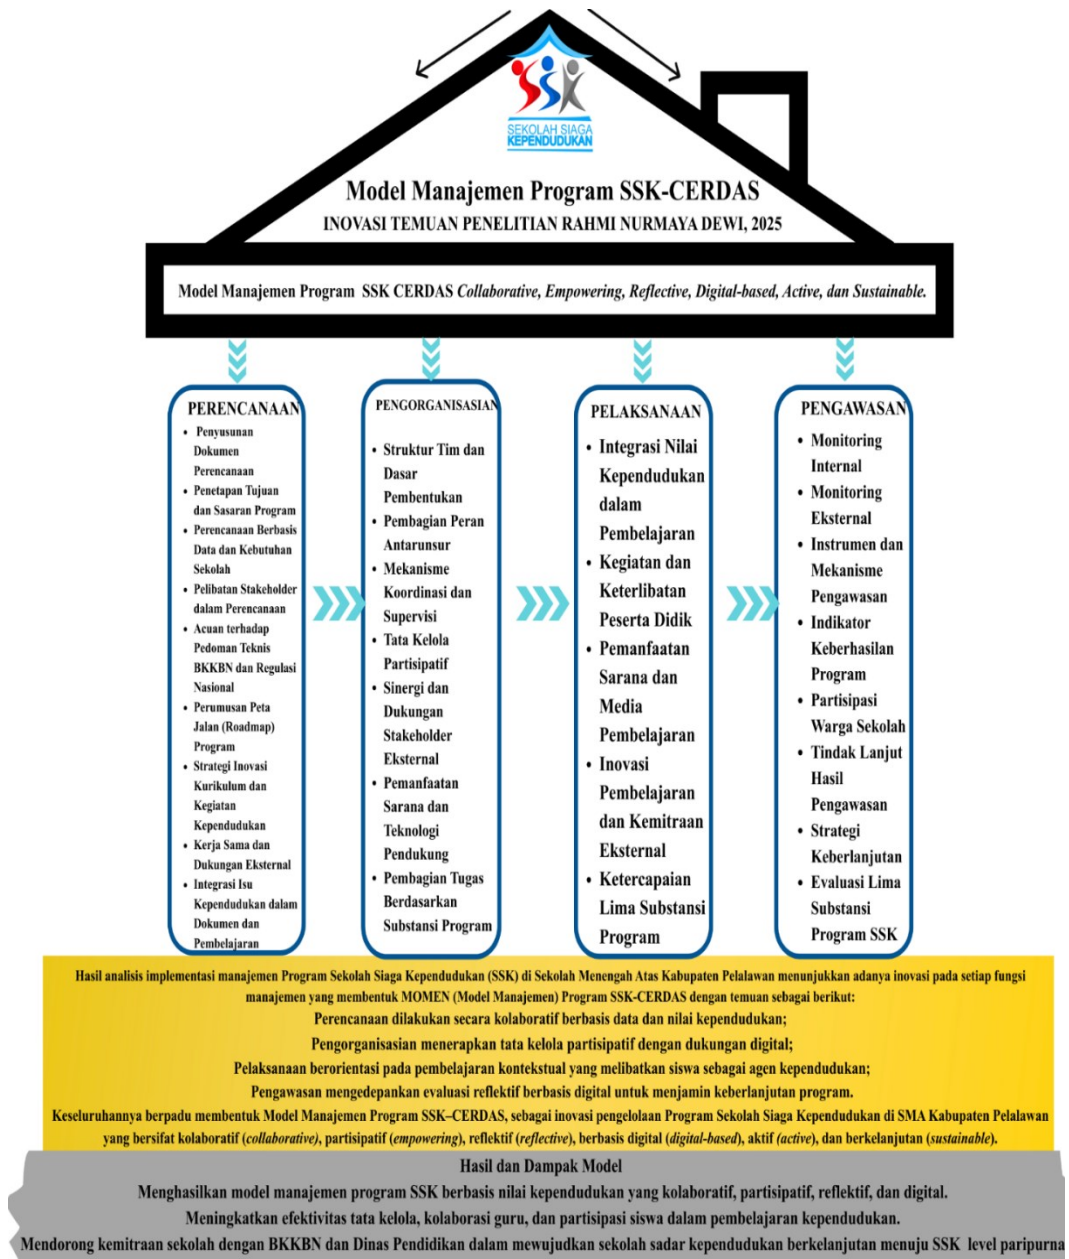 SSK
SEKOLAH SIAGA
KEPENDUDUKAN
Model Manajemen Program SSK-CERDAS
INOVASI TEMUAN PENELITIAN RAHMI NURMAYA DEWI, 2025
Model Manajemen Program SSK CERDAS Collaborative, Empowering, Reflective, Digital-based, Active, dan Sustainable.
PERENCANAAN
• Penyusunan
Dokumen
Perencanaan
• Penetapan Tujuan
dan Sasaran Program
• Perencanaan Berbasis
Data dan Kebutuhan
Sekolah
• Pelibatan Stakeholder
dalam Perencanaan
• Acuan terhadap
Pedoman Teknis
BKKBN dan Regulasi
Nasional
• Perumusan Peta
Jalan (Roadmap)
Program
• Strategi Inovasi
Kurikulum dan
Kegiatan
Kependudukan
• Kerja Sama dan
Dukungan Eksternal
• Integrasi Isu
Kependudukan dalam
Dokumen dan
Pembelajaran
PENGORGANISASIAN
• Struktur Tim dan
Dasar
Pembentukan
• Pembagian Peran
Antarunsur
• Mekanisme
Koordinasi dan
Supervisi
• Tata Kelola
Partisipatif
• Sinergi dan
Dukungan
Stakeholder
Eksternal
• Pemanfaatan
Sarana dan
Teknologi
Pendukung
• Pembagian Tugas
Berdasarkan
Substansi Program
PELAKSANAAN
• Integrasi Nilai
Kependudukan
dalam
Pembelajaran
• Kegiatan dan
Keterlibatan
Peserta Didik
• Pemanfaatan
Sarana dan
Media
Pembelajaran
• Inovasi
Pembelajaran
dan Kemitraan
Eksternal
• Ketercapaian
Lima Substansi
Program
PENGAWASAN
• Monitoring
Internal
• Monitoring
Eksternal
• Instrumen dan
Mekanisme
Pengawasan
• Indikator
Keberhasilan
Program
• Partisipasi
Warga Sekolah
• Tindak Lanjut
Hasil
Pengawasan
• Strategi
Keberlanjutan
• Evaluasi Lima
Substansi
Program SSK
Hasil analisis implementasi manajemen Program Sekolah Siaga Kependudukan (SSK) di Sekolah Menengah Atas Kabupaten Pelalawan menunjukkan adanya inovasi pada setiap fungsi
manajemen yang membentuk MOMEN (Model Manajemen) Program SSK-CERDAS dengan temuan sebagai berikut:
Perencanaan dilakukan secara kolaboratif berbasis data dan nilai kependudukan;
Pengorganisasian menerapkan tata kelola partisipatif dengan dukungan digital;
Pelaksanaan berorientasi pada pembelajaran kontekstual yang melibatkan siswa sebagai agen kependudukan;
Pengawasan mengedepankan evaluasi reflektif berbasis digital untuk menjamin keberlanjutan program.
Keseluruhannya berpadu membentuk Model Manajemen Program SSK–CERDAS, sebagai inovasi pengelolaan Program Sekolah Siaga Kependudukan di SMA Kabupaten Pelalawan
yang bersifat kolaboratif (collaborative), partisipatif (empowering), reflektif (reflective), berbasis digital (digital-based), aktif (active), dan berkelanjutan (sustainable).
Hasil dan Dampak Model
Menghasilkan model manajemen program SSK berbasis nilai kependudukan yang kolaboratif, partisipatif, reflektif, dan digital.
Meningkatkan efektivitas tata kelola, kolaborasi guru, dan partisipasi siswa dalam pembelajaran kependudukan.
Mendorong kemitraan sekolah dengan BKKBN dan Dinas Pendidikan dalam mewujudkan sekolah sadar kependudukan berkelanjutan menuju SSK level paripurna